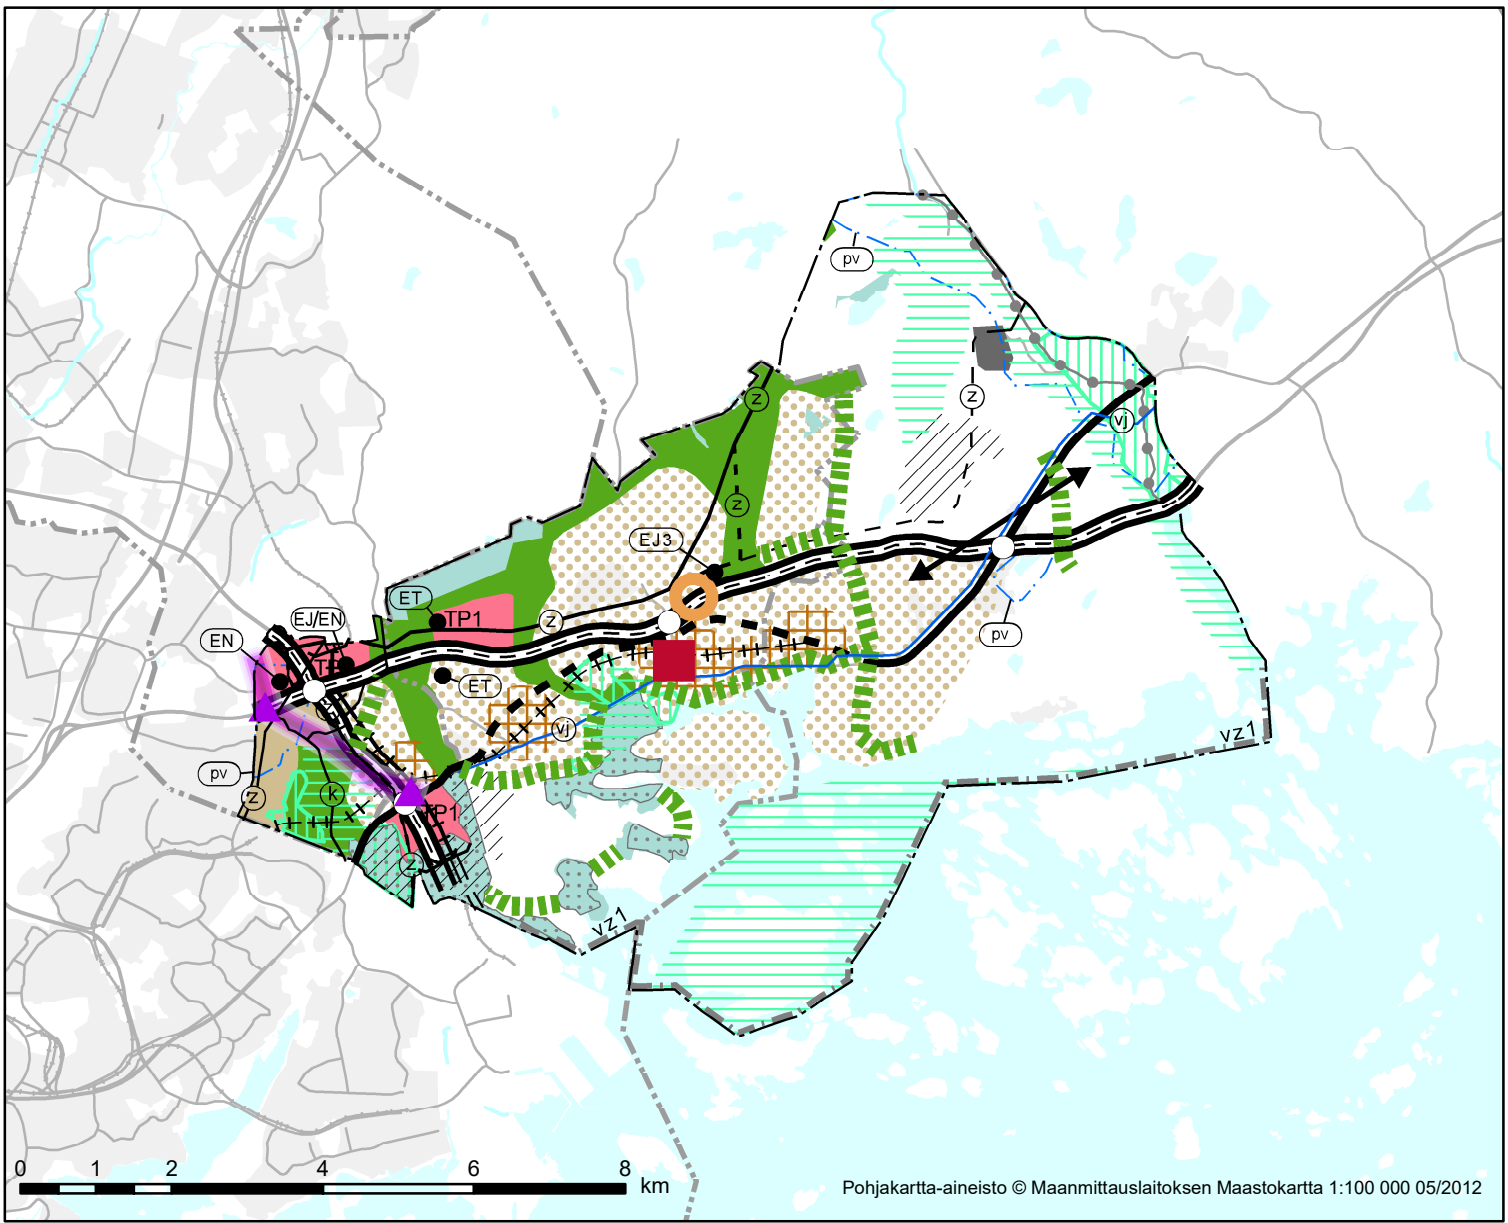 pv
z
z
vj
z
EJ3
ET
TP1
z
EJ/EN
EN
TP
pv
ET
vj
vz1
pv
z
k
TP1
z
vz1
0
1
2
4
6
8
km
Pohjakartta-aineisto © Maanmittauslaitoksen Maastokartta 1:100 000 05/2012